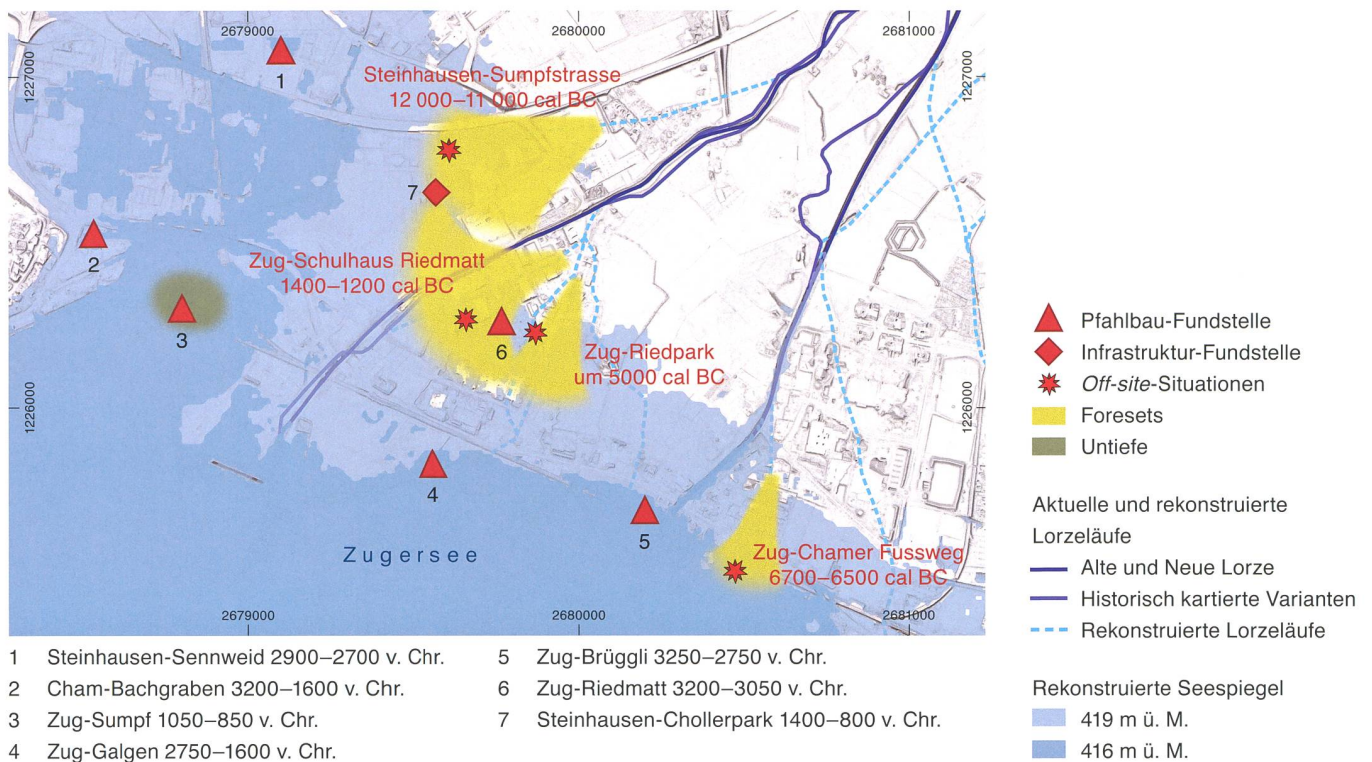 2679000
2680000
2681000
1227000
1227000
1
Steinhausen-Sumpfstrasse
12 000–11 000 cal BC
7
2
Zug-Schulhaus Riedmatt
1400–1200 cal BC
3
6
Zug-Riedpark
um 5000 cal BC
1226000
1226000
4
5
Zugersee
Zug-Chamer Fussweg
6700–6500 cal BC
2679000
2680000
2681000
Pfahlbau-Fundstelle
Infrastruktur-Fundstelle
Off-site-Situationen
Foresets
Untiefe
Aktuelle und rekonstruierte
Lorzeläufe
Alte und Neue Lorze
Historisch kartierte Varianten
Rekonstruierte Lorzeläufe
Rekonstruierte Seespiegel
419 m ü. M.
416 m ü. M.
1 Steinhausen-Sennweid 2900–2700 v. Chr.
2 Cham-Bachgraben 3200–1600 v. Chr.
3 Zug-Sumpf 1050–850 v. Chr.
4 Zug-Galgen 2750–1600 v. Chr.
5 Zug-Brüggli 3250–2750 v. Chr.
6 Zug-Riedmatt 3200–3050 v. Chr.
7 Steinhausen-Chollerpark 1400–800 v. Chr.